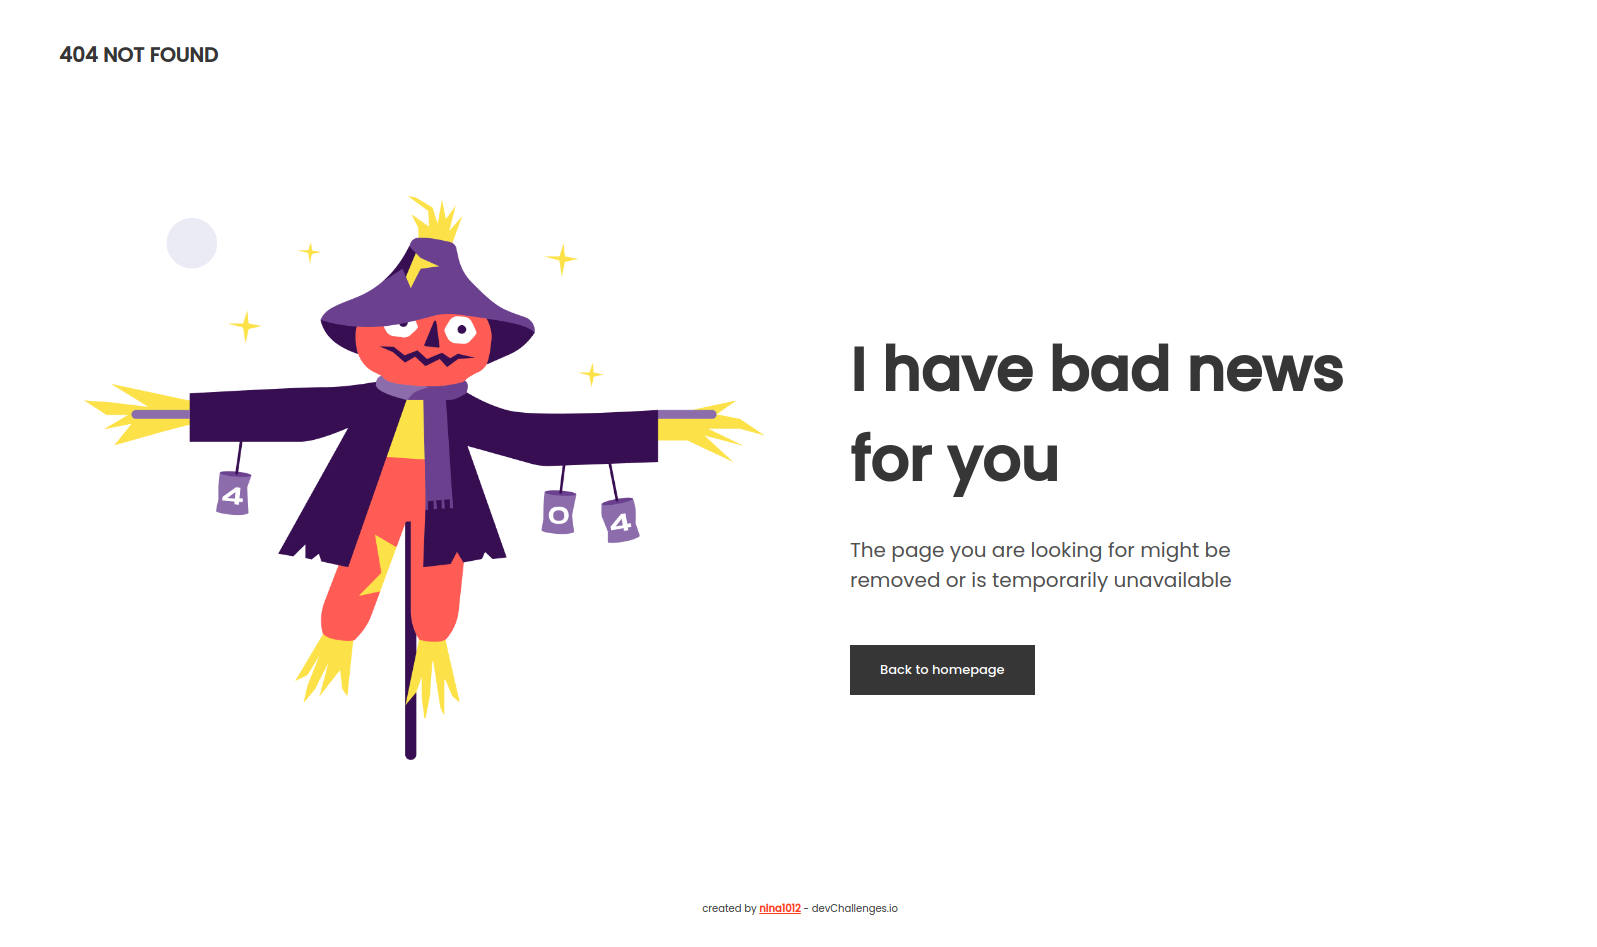 404 NOT FOUND
I have bad news
for you
The page you are looking for might be
removed or is temporarily unavailable
Back to homepage
4
0
4
created by nina1012 - devChallenges.io